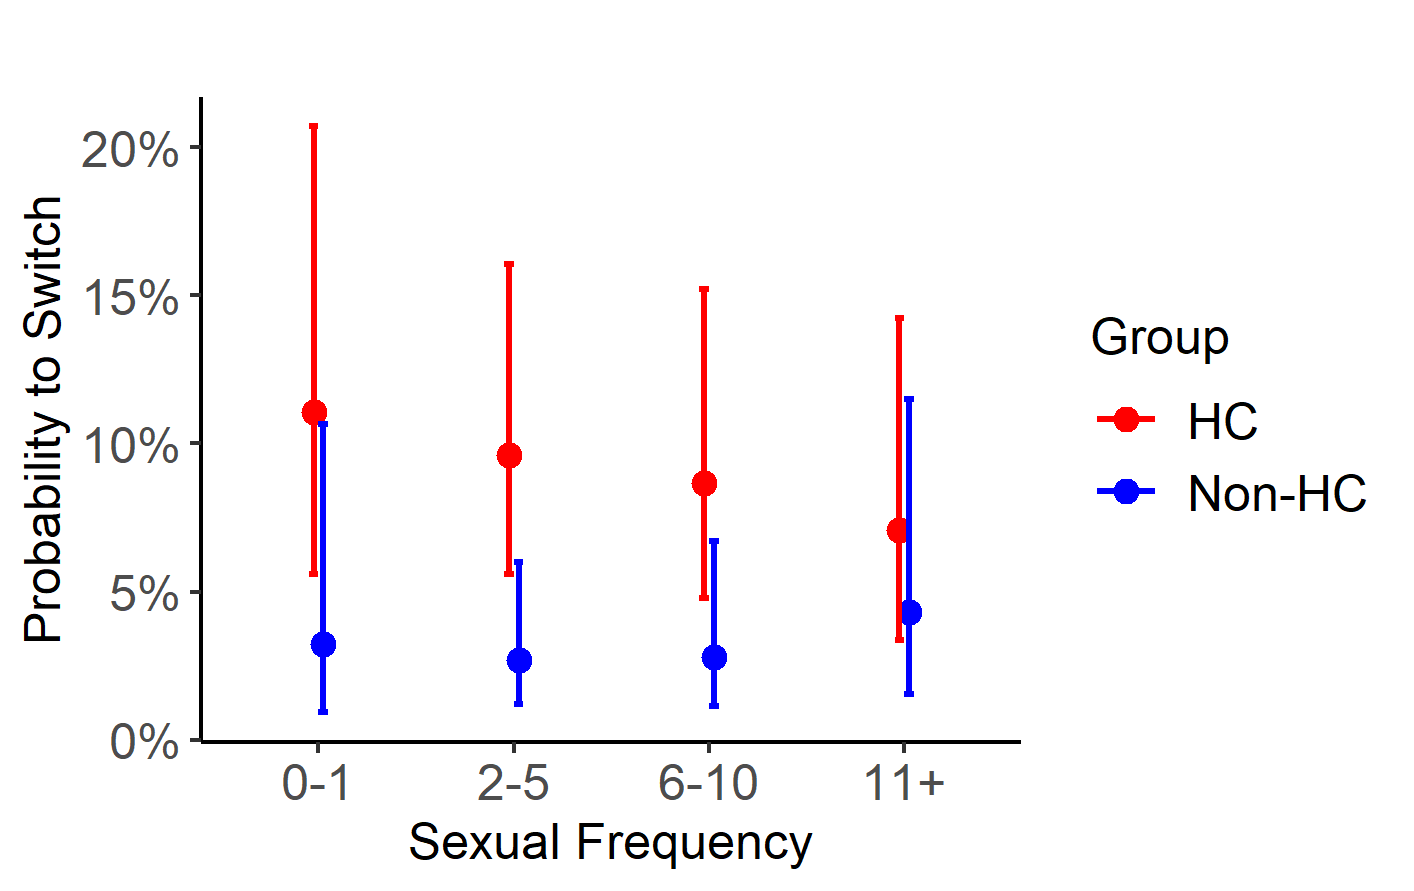 20%
15%
10%
5%
0%
Probability to Switch
0-1
2-5
6-10
11+
Sexual Frequency
Group
HC
Non-HC